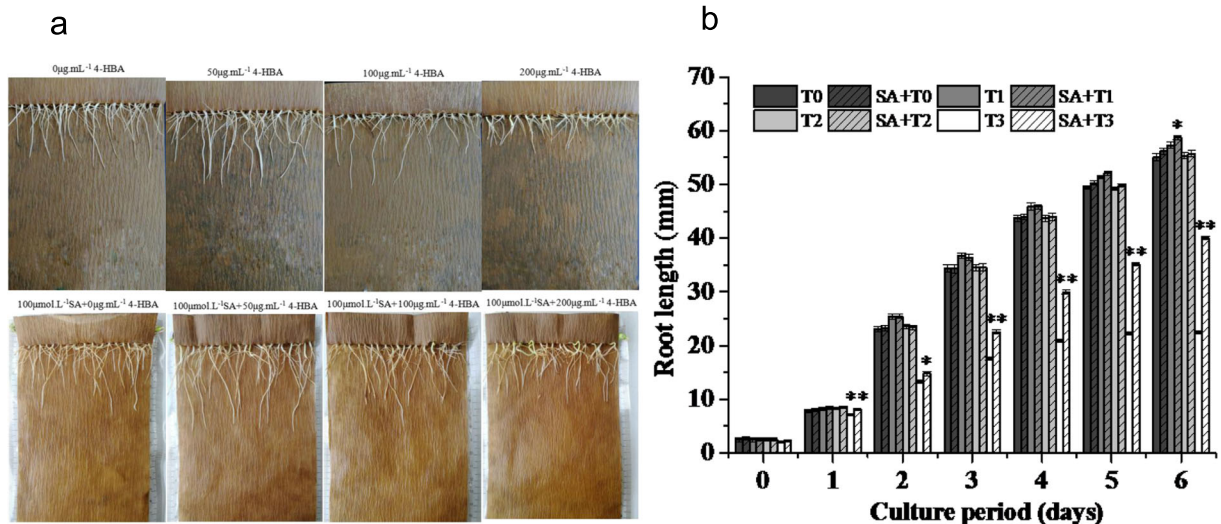 a
0μg.mL⁻¹ 4-HBA
50μg.mL⁻¹ 4-HBA
100μg.mL⁻¹ 4-HBA
200μg.mL⁻¹ 4-HBA
100μmol.L⁻¹SA+0μg.mL⁻¹ 4-HBA
100μmol.L⁻¹SA+50μg.mL⁻¹ 4-HBA
100μmol.L⁻¹SA+100μg.mL⁻¹ 4-HBA
100μmol.L⁻¹SA+200μg.mL⁻¹ 4-HBA
b
70
60
50
40
30
20
10
0
Root length (mm)
T0 SA+T0 T1 SA+T1
T2 SA+T2 T3 SA+T3
**
*
**
**
**
*
**
0 1 2 3 4 5 6
Culture period (days)